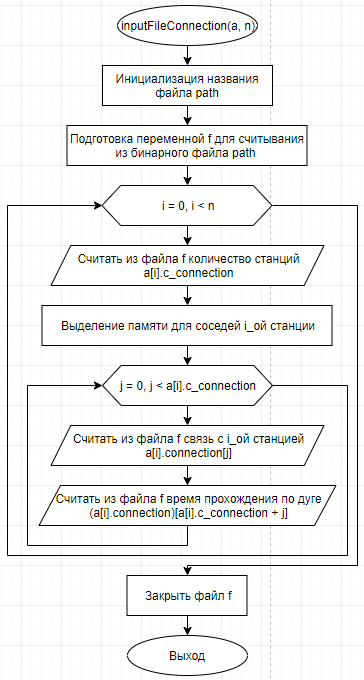 inputFileConnection(a, n)
Инициализация названия
файла path
Подготовка переменной f для считывания
из бинарного файла path
i = 0, i < n
Считать из файла f количество станций
a[i].c_connection
Выделение памяти для соседей i_ой станции
j = 0, j < a[i].c_connection
Считать из файла f связь с i_ой станцией
a[i].connection[j]
Считать из файла f время прохождения по дуге
(a[i].connection)[a[i].c_connection + j]
Закрыть файл f
Выход